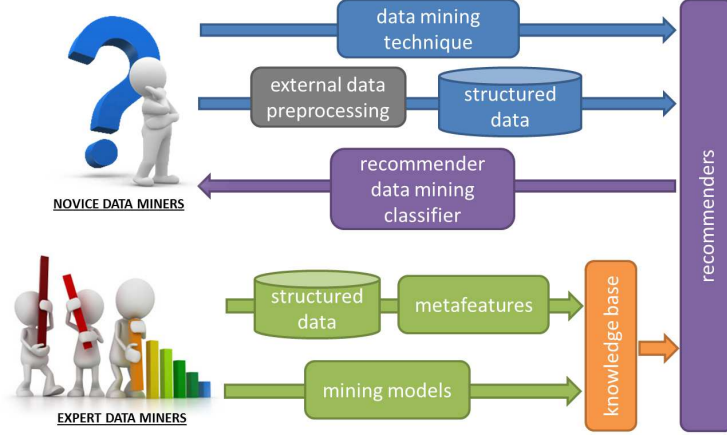 data mining
technique
external data
preprocessing
structured
data
recommender
data mining
classifier
NOVICE DATA MINERS
recommenders
structured
data
metafeatures
knowledge base
mining models
EXPERT DATA MINERS